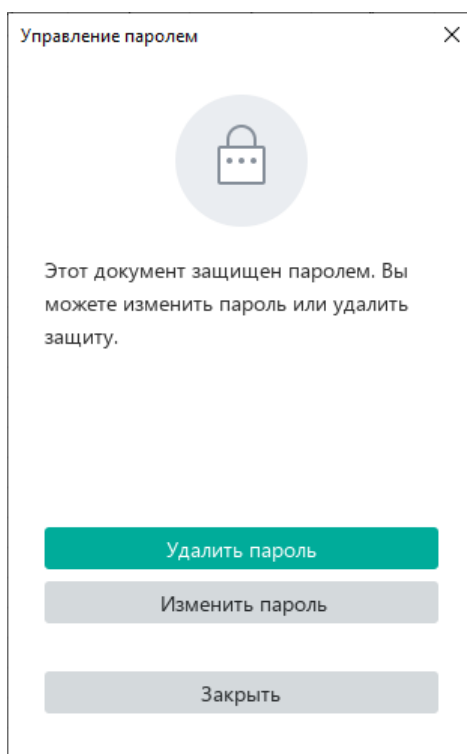 Управление паролем
Этот документ защищен паролем. Вы
можете изменить пароль или удалить
защиту.
Удалить пароль
Изменить пароль
Закрыть